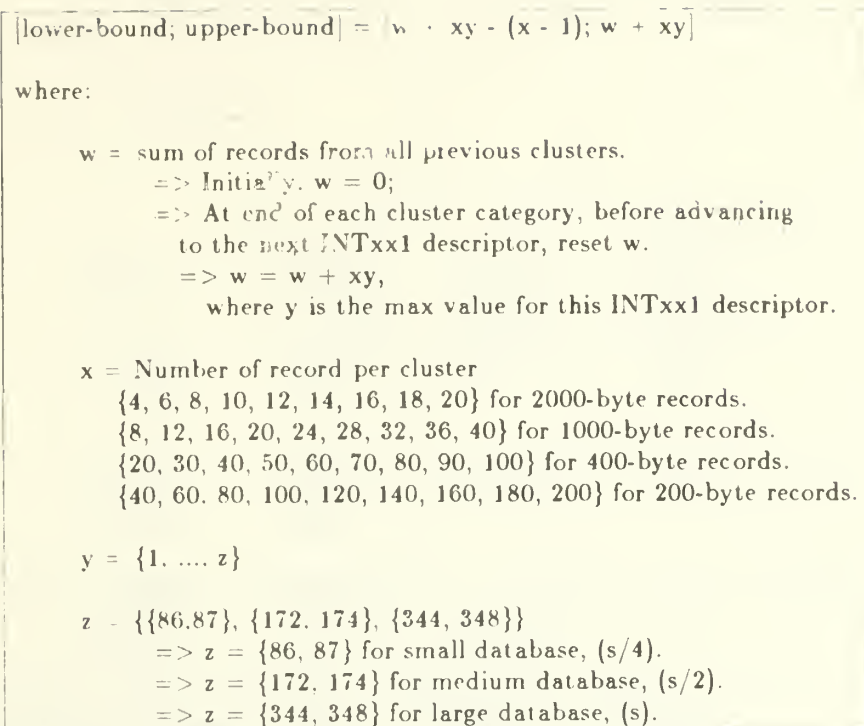 [lower-bound; upper-bound] = xy - (x - 1); w + xy]
where:
w = sum of records from all previous clusters.
=> Initially. w = 0;
=> At end of each cluster category, before advancing
to the next INTxx1 descriptor, reset w.
=> w = w + xy,
where y is the max value for this INTxx1 descriptor.
x = Number of record per cluster
{4, 6, 8, 10, 12, 14, 16, 18, 20} for 2000-byte records.
{8, 12, 16, 20, 24, 28, 32, 36, 40} for 1000-byte records.
{20, 30, 40, 50, 60, 70, 80, 90, 100} for 400-byte records.
{40, 60. 80, 100, 120, 140, 160, 180, 200} for 200-byte records.
y = {1. .... z}
z - {{86.87}, {172. 174}, {344, 348}}
=> z = {86, 87} for small database, (s/4).
=> z = {172. 174} for medium database, (s/2).
=> z = {344, 348} for large database, (s).